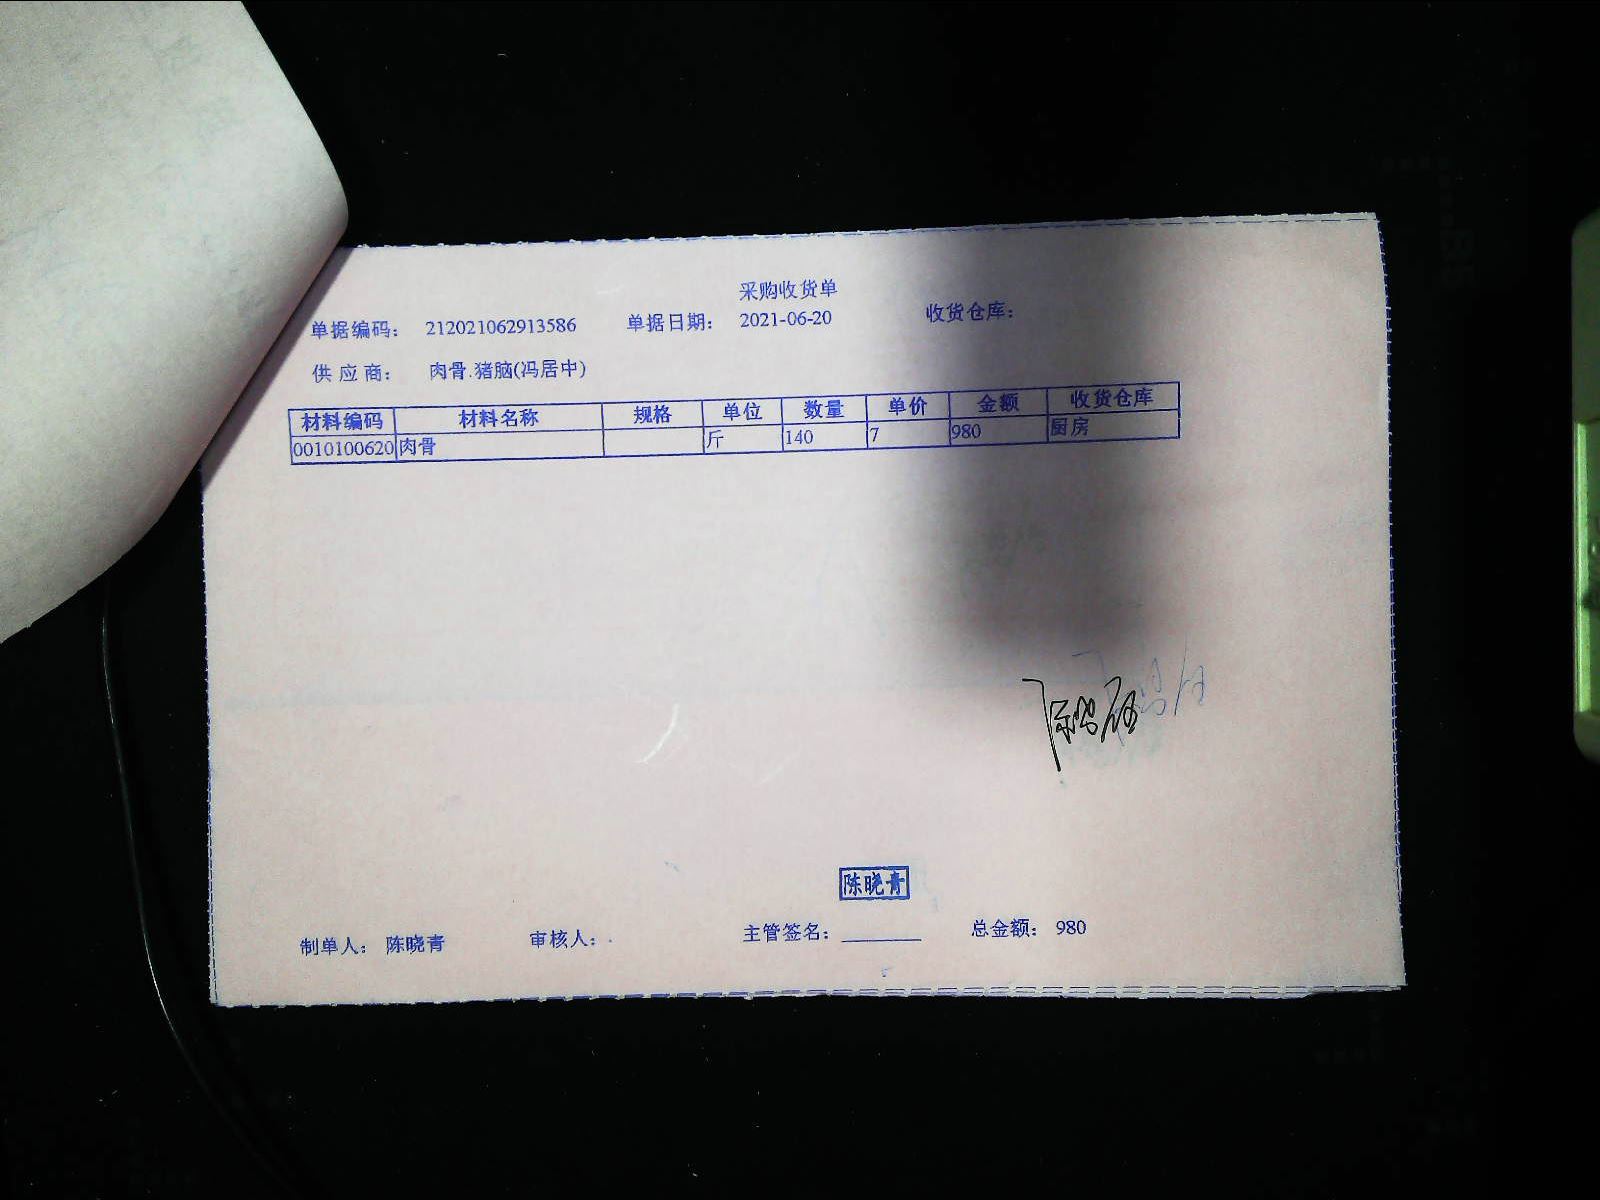 采购收货单
单据编码： 212021062913586 单据日期： 2021-06-20 收货仓库：
供应商： 肉骨.猪脑(冯居中)
材料编码 材料名称 规格 单位 数量 单价 金额 收货仓库
0010100620 肉骨 斤 140 7 980 厨房
陈晓青
制单人： 陈晓青 审核人： 主管签名： 总金额： 980